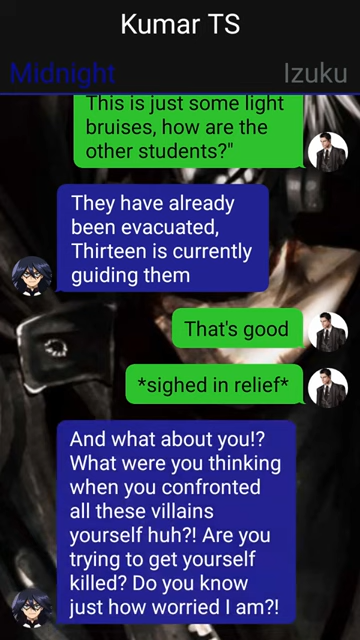 Kumar TS
Midnight
Izuku
This is just some light
bruises, how are the
other students?"
They have already
been evacuated,
Thirteen is currently
guiding them
That's good
*sighed in relief*
And what about you!?
What were you thinking
when you confronted
all these villains
yourself huh?! Are you
trying to get yourself
killed? Do you know
just how worried I am?!